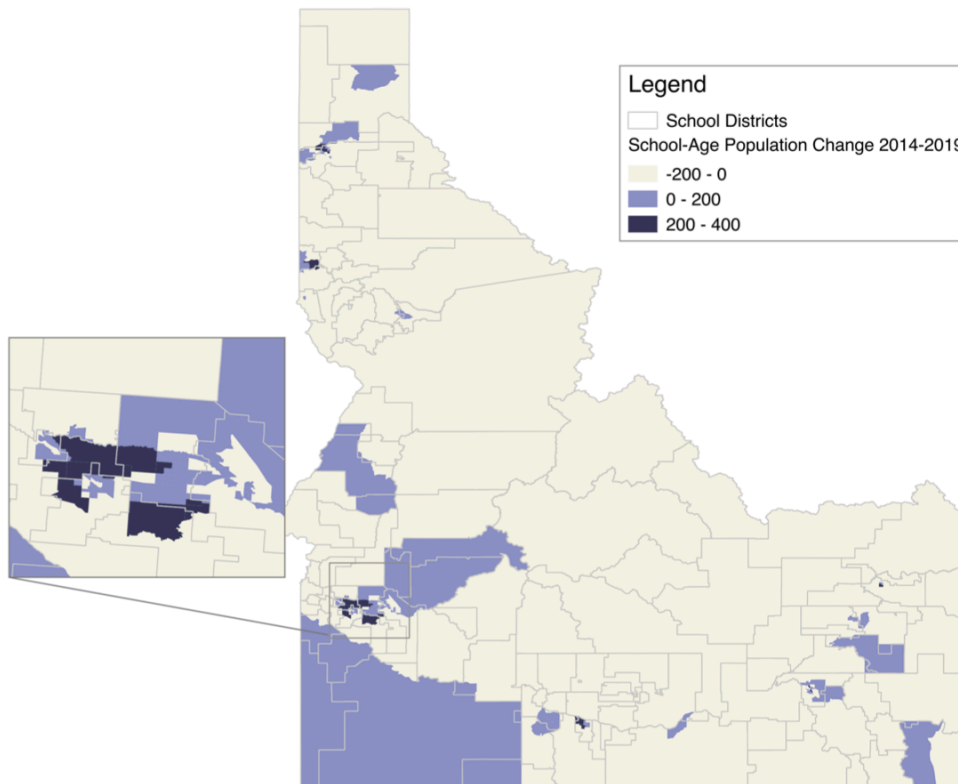 Legend
School Districts
School-Age Population Change 2014-2019
-200 - 0
0 - 200
200 - 400